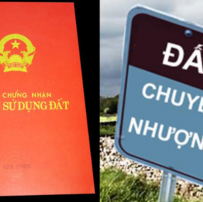 CHỨNG NHẬN
SỬ DỤNG ĐẤT
ĐẤ
CHUYỂ
NHƯỢN